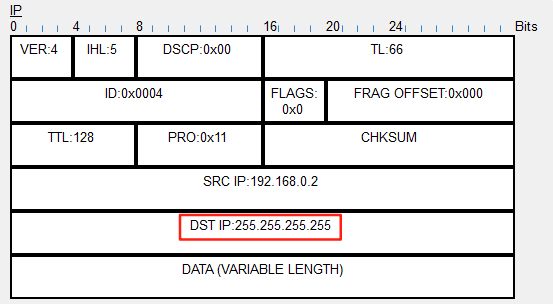 IP
0 4 8 16 20 24 Bits
VER:4 IHL:5 DSCP:0x00 TL:66
ID:0x0004 FLAGS: 0x0 FRAG OFFSET:0x000
TTL:128 PRO:0x11 CHKSUM
SRC IP:192.168.0.2
DST IP:255.255.255.255
DATA (VARIABLE LENGTH)